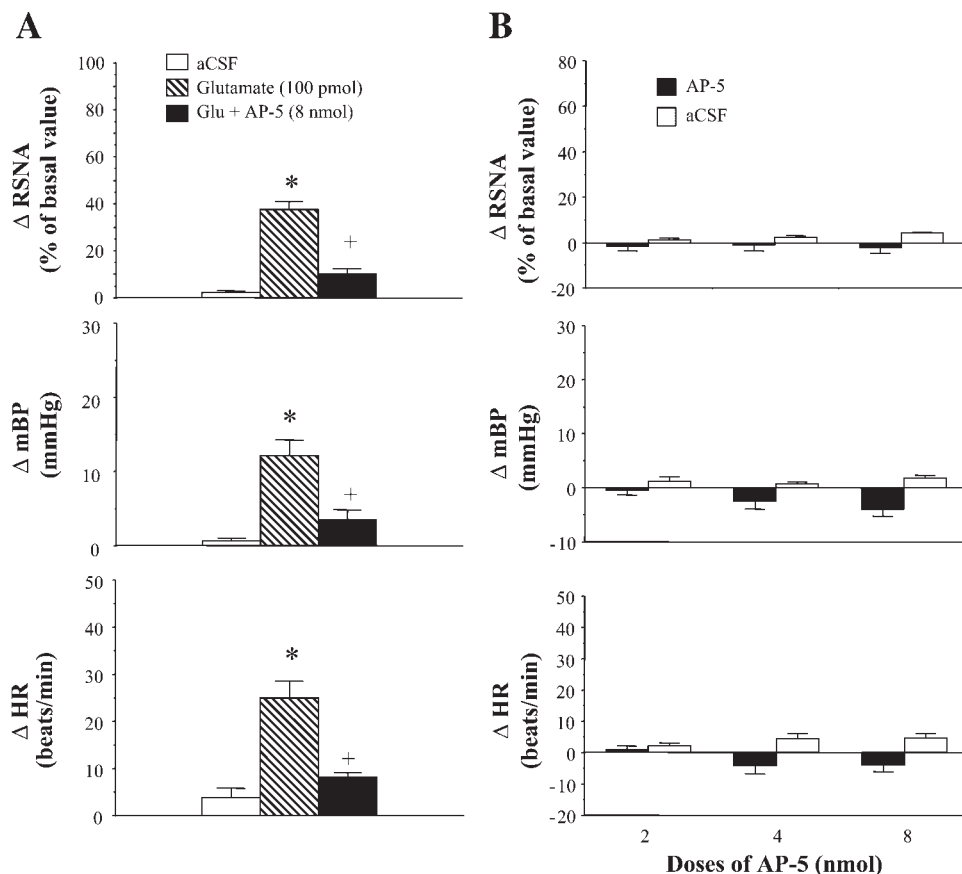 A
aCSF
Glutamate (100 pmol)
Glu + AP-5 (8 nmol)
Δ RSNA
(% of basal value)
100
80
60
40
20
0
*
+
Δ mBP
(mmHg)
30
20
10
0
*
+
Δ HR
(beats/min)
50
40
30
20
10
0
*
+
B
AP-5
aCSF
Δ RSNA
(% of basal value)
80
60
40
20
0
-20
Δ mBP
(mmHg)
30
20
10
0
-10
Δ HR
(beats/min)
50
40
30
20
10
0
-10
-20
2 4 8
Doses of AP-5 (nmol)